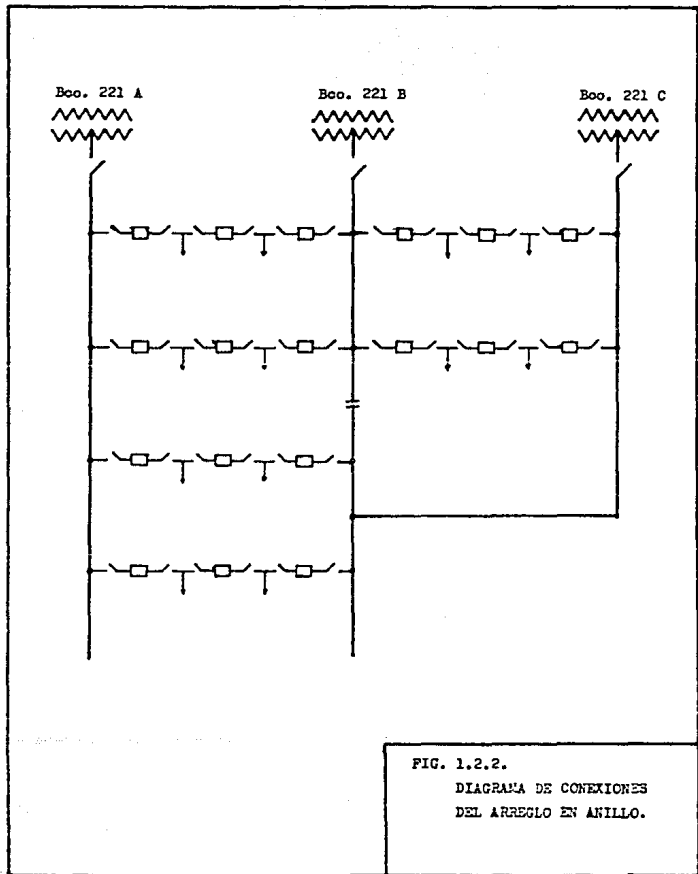 Bco. 221 A
Bco. 221 B
Bco. 221 C
FIG. 1.2.2.
DIAGRAMA DE CONEXIONES
DEL ARREGLO EN ANILLO.